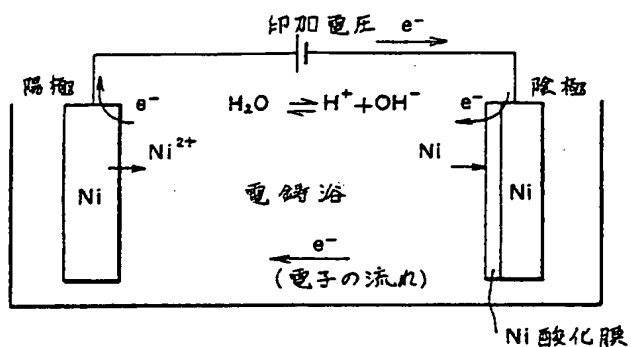 印加電圧 e⁻
陽極
陰極
e⁻
H₂O ⇌ H⁺+OH⁻
e⁻
Ni²⁺
Ni
Ni
Ni
電鋳浴
e⁻
(電子の流れ)
Ni酸化膜